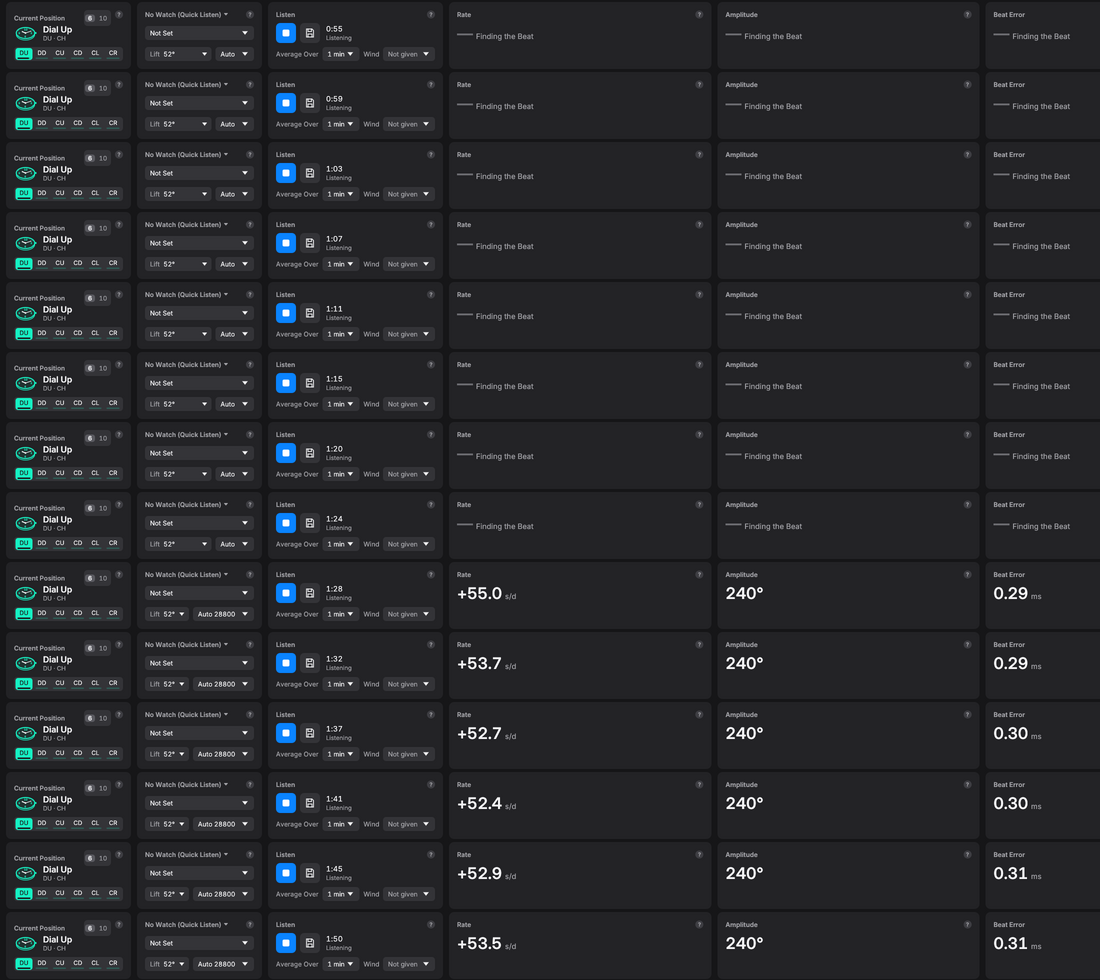 Current Position 6 10 ?
Dial Up
DU · CH
DU DD CU CD CL CR
No Watch (Quick Listen) ?
Not Set
Lift 52° Auto
Listen ?
0:55
Listening
Average Over 1 min Wind Not given
Rate ?
— Finding the Beat
Amplitude ?
— Finding the Beat
Beat Error
— Finding the Beat
Current Position 6 10 ?
Dial Up
DU · CH
DU DD CU CD CL CR
No Watch (Quick Listen) ?
Not Set
Lift 52° Auto
Listen ?
0:59
Listening
Average Over 1 min Wind Not given
Rate ?
— Finding the Beat
Amplitude ?
— Finding the Beat
Beat Error
— Finding the Beat
Current Position 6 10 ?
Dial Up
DU · CH
DU DD CU CD CL CR
No Watch (Quick Listen) ?
Not Set
Lift 52° Auto
Listen ?
1:03
Listening
Average Over 1 min Wind Not given
Rate ?
— Finding the Beat
Amplitude ?
— Finding the Beat
Beat Error
— Finding the Beat
Current Position 6 10 ?
Dial Up
DU · CH
DU DD CU CD CL CR
No Watch (Quick Listen) ?
Not Set
Lift 52° Auto
Listen ?
1:07
Listening
Average Over 1 min Wind Not given
Rate ?
— Finding the Beat
Amplitude ?
— Finding the Beat
Beat Error
— Finding the Beat
Current Position 6 10 ?
Dial Up
DU · CH
DU DD CU CD CL CR
No Watch (Quick Listen) ?
Not Set
Lift 52° Auto
Listen ?
1:11
Listening
Average Over 1 min Wind Not given
Rate ?
— Finding the Beat
Amplitude ?
— Finding the Beat
Beat Error
— Finding the Beat
Current Position 6 10 ?
Dial Up
DU · CH
DU DD CU CD CL CR
No Watch (Quick Listen) ?
Not Set
Lift 52° Auto
Listen ?
1:15
Listening
Average Over 1 min Wind Not given
Rate ?
— Finding the Beat
Amplitude ?
— Finding the Beat
Beat Error
— Finding the Beat
Current Position 6 10 ?
Dial Up
DU · CH
DU DD CU CD CL CR
No Watch (Quick Listen) ?
Not Set
Lift 52° Auto
Listen ?
1:20
Listening
Average Over 1 min Wind Not given
Rate ?
— Finding the Beat
Amplitude ?
— Finding the Beat
Beat Error
— Finding the Beat
Current Position 6 10 ?
Dial Up
DU · CH
DU DD CU CD CL CR
No Watch (Quick Listen) ?
Not Set
Lift 52° Auto
Listen ?
1:24
Listening
Average Over 1 min Wind Not given
Rate ?
— Finding the Beat
Amplitude ?
— Finding the Beat
Beat Error
— Finding the Beat
Current Position 6 10 ?
Dial Up
DU · CH
DU DD CU CD CL CR
No Watch (Quick Listen) ?
Not Set
Lift 52° Auto 28800
Listen ?
1:28
Listening
Average Over 1 min Wind Not given
Rate ?
+55.0 s/d
Amplitude ?
240°
Beat Error
0.29 ms
Current Position 6 10 ?
Dial Up
DU · CH
DU DD CU CD CL CR
No Watch (Quick Listen) ?
Not Set
Lift 52° Auto 28800
Listen ?
1:32
Listening
Average Over 1 min Wind Not given
Rate ?
+53.7 s/d
Amplitude ?
240°
Beat Error
0.29 ms
Current Position 6 10 ?
Dial Up
DU · CH
DU DD CU CD CL CR
No Watch (Quick Listen) ?
Not Set
Lift 52° Auto 28800
Listen ?
1:37
Listening
Average Over 1 min Wind Not given
Rate ?
+52.7 s/d
Amplitude ?
240°
Beat Error
0.30 ms
Current Position 6 10 ?
Dial Up
DU · CH
DU DD CU CD CL CR
No Watch (Quick Listen) ?
Not Set
Lift 52° Auto 28800
Listen ?
1:41
Listening
Average Over 1 min Wind Not given
Rate ?
+52.4 s/d
Amplitude ?
240°
Beat Error
0.30 ms
Current Position 6 10 ?
Dial Up
DU · CH
DU DD CU CD CL CR
No Watch (Quick Listen) ?
Not Set
Lift 52° Auto 28800
Listen ?
1:45
Listening
Average Over 1 min Wind Not given
Rate ?
+52.9 s/d
Amplitude ?
240°
Beat Error
0.31 ms
Current Position 6 10 ?
Dial Up
DU · CH
DU DD CU CD CL CR
No Watch (Quick Listen) ?
Not Set
Lift 52° Auto 28800
Listen ?
1:50
Listening
Average Over 1 min Wind Not given
Rate ?
+53.5 s/d
Amplitude ?
240°
Beat Error
0.31 ms